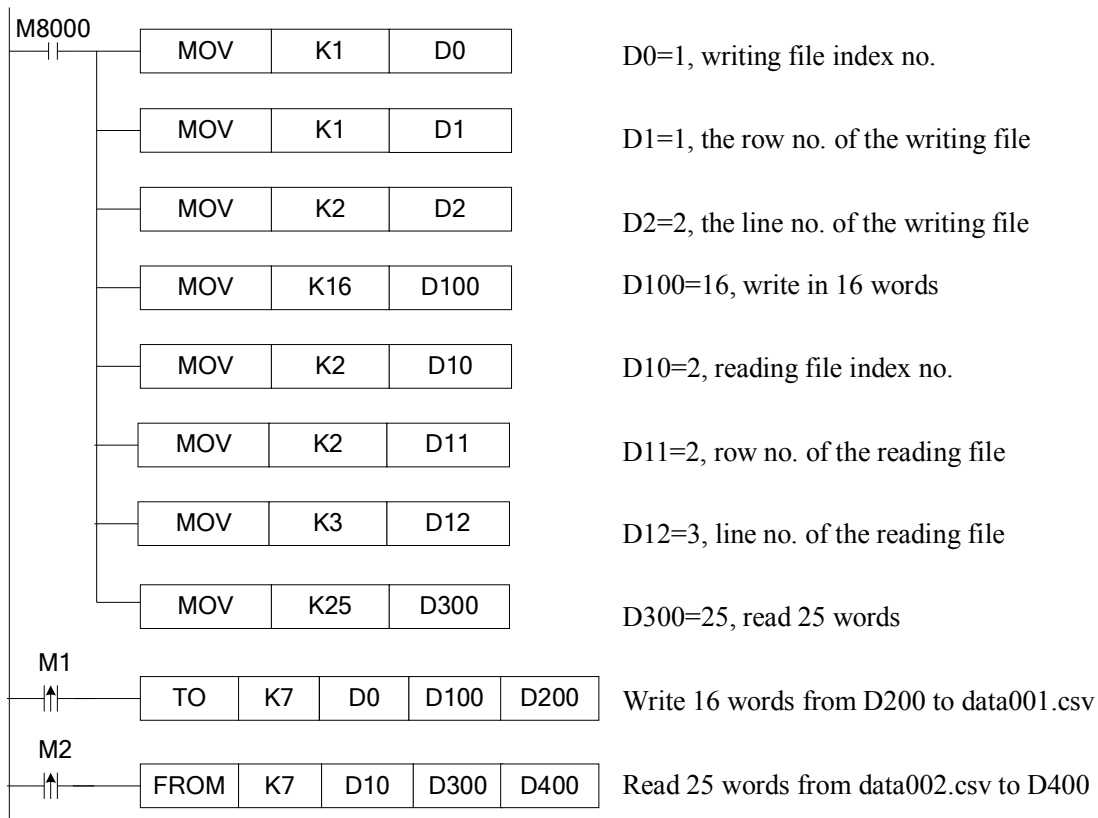 M8000
MOV K1 D0 D0=1, writing file index no.
MOV K1 D1 D1=1, the row no. of the writing file
MOV K2 D2 D2=2, the line no. of the writing file
MOV K16 D100 D100=16, write in 16 words
MOV K2 D10 D10=2, reading file index no.
MOV K2 D11 D11=2, row no. of the reading file
MOV K3 D12 D12=3, line no. of the reading file
MOV K25 D300 D300=25, read 25 words
M1
TO K7 D0 D100 D200 Write 16 words from D200 to data001.csv
M2
FROM K7 D10 D300 D400 Read 25 words from data002.csv to D400